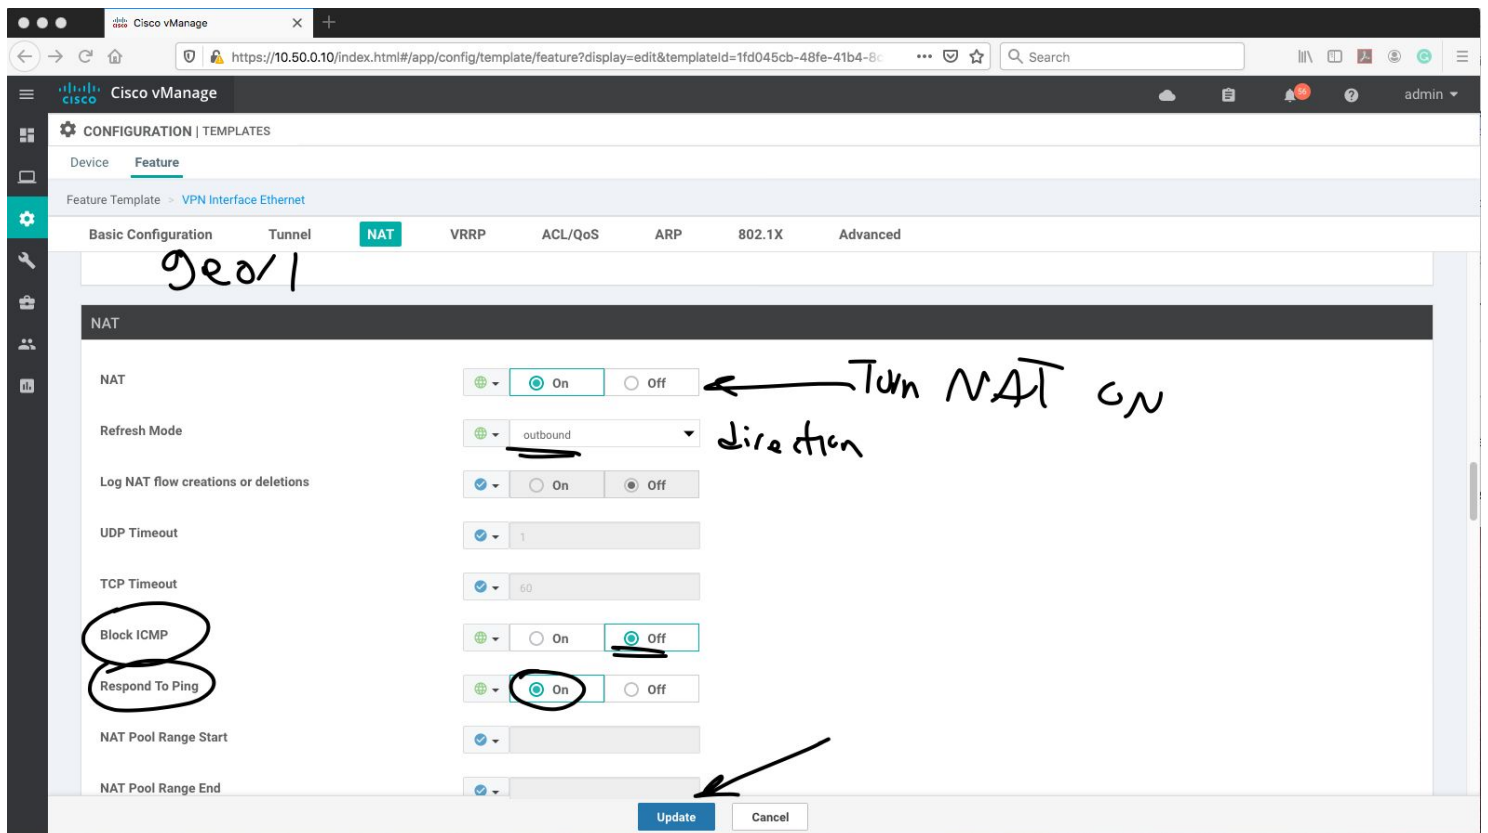 Cisco vManage
https://10.50.0.10/index.html#/app/config/template/feature?display=edit&templateId=1fd045cb-48fe-41b4-8c
Search
cisco Cisco vManage
56
admin
CONFIGURATION | TEMPLATES
Device Feature
Feature Template > VPN Interface Ethernet
Basic Configuration Tunnel NAT VRRP ACL/QoS ARP 802.1X Advanced
geo/1
NAT
NAT On Off Turn NAT ON
Refresh Mode outbound direction
Log NAT flow creations or deletions On Off
UDP Timeout 1
TCP Timeout 60
Block ICMP On Off
Respond To Ping On Off
NAT Pool Range Start
NAT Pool Range End
Update Cancel